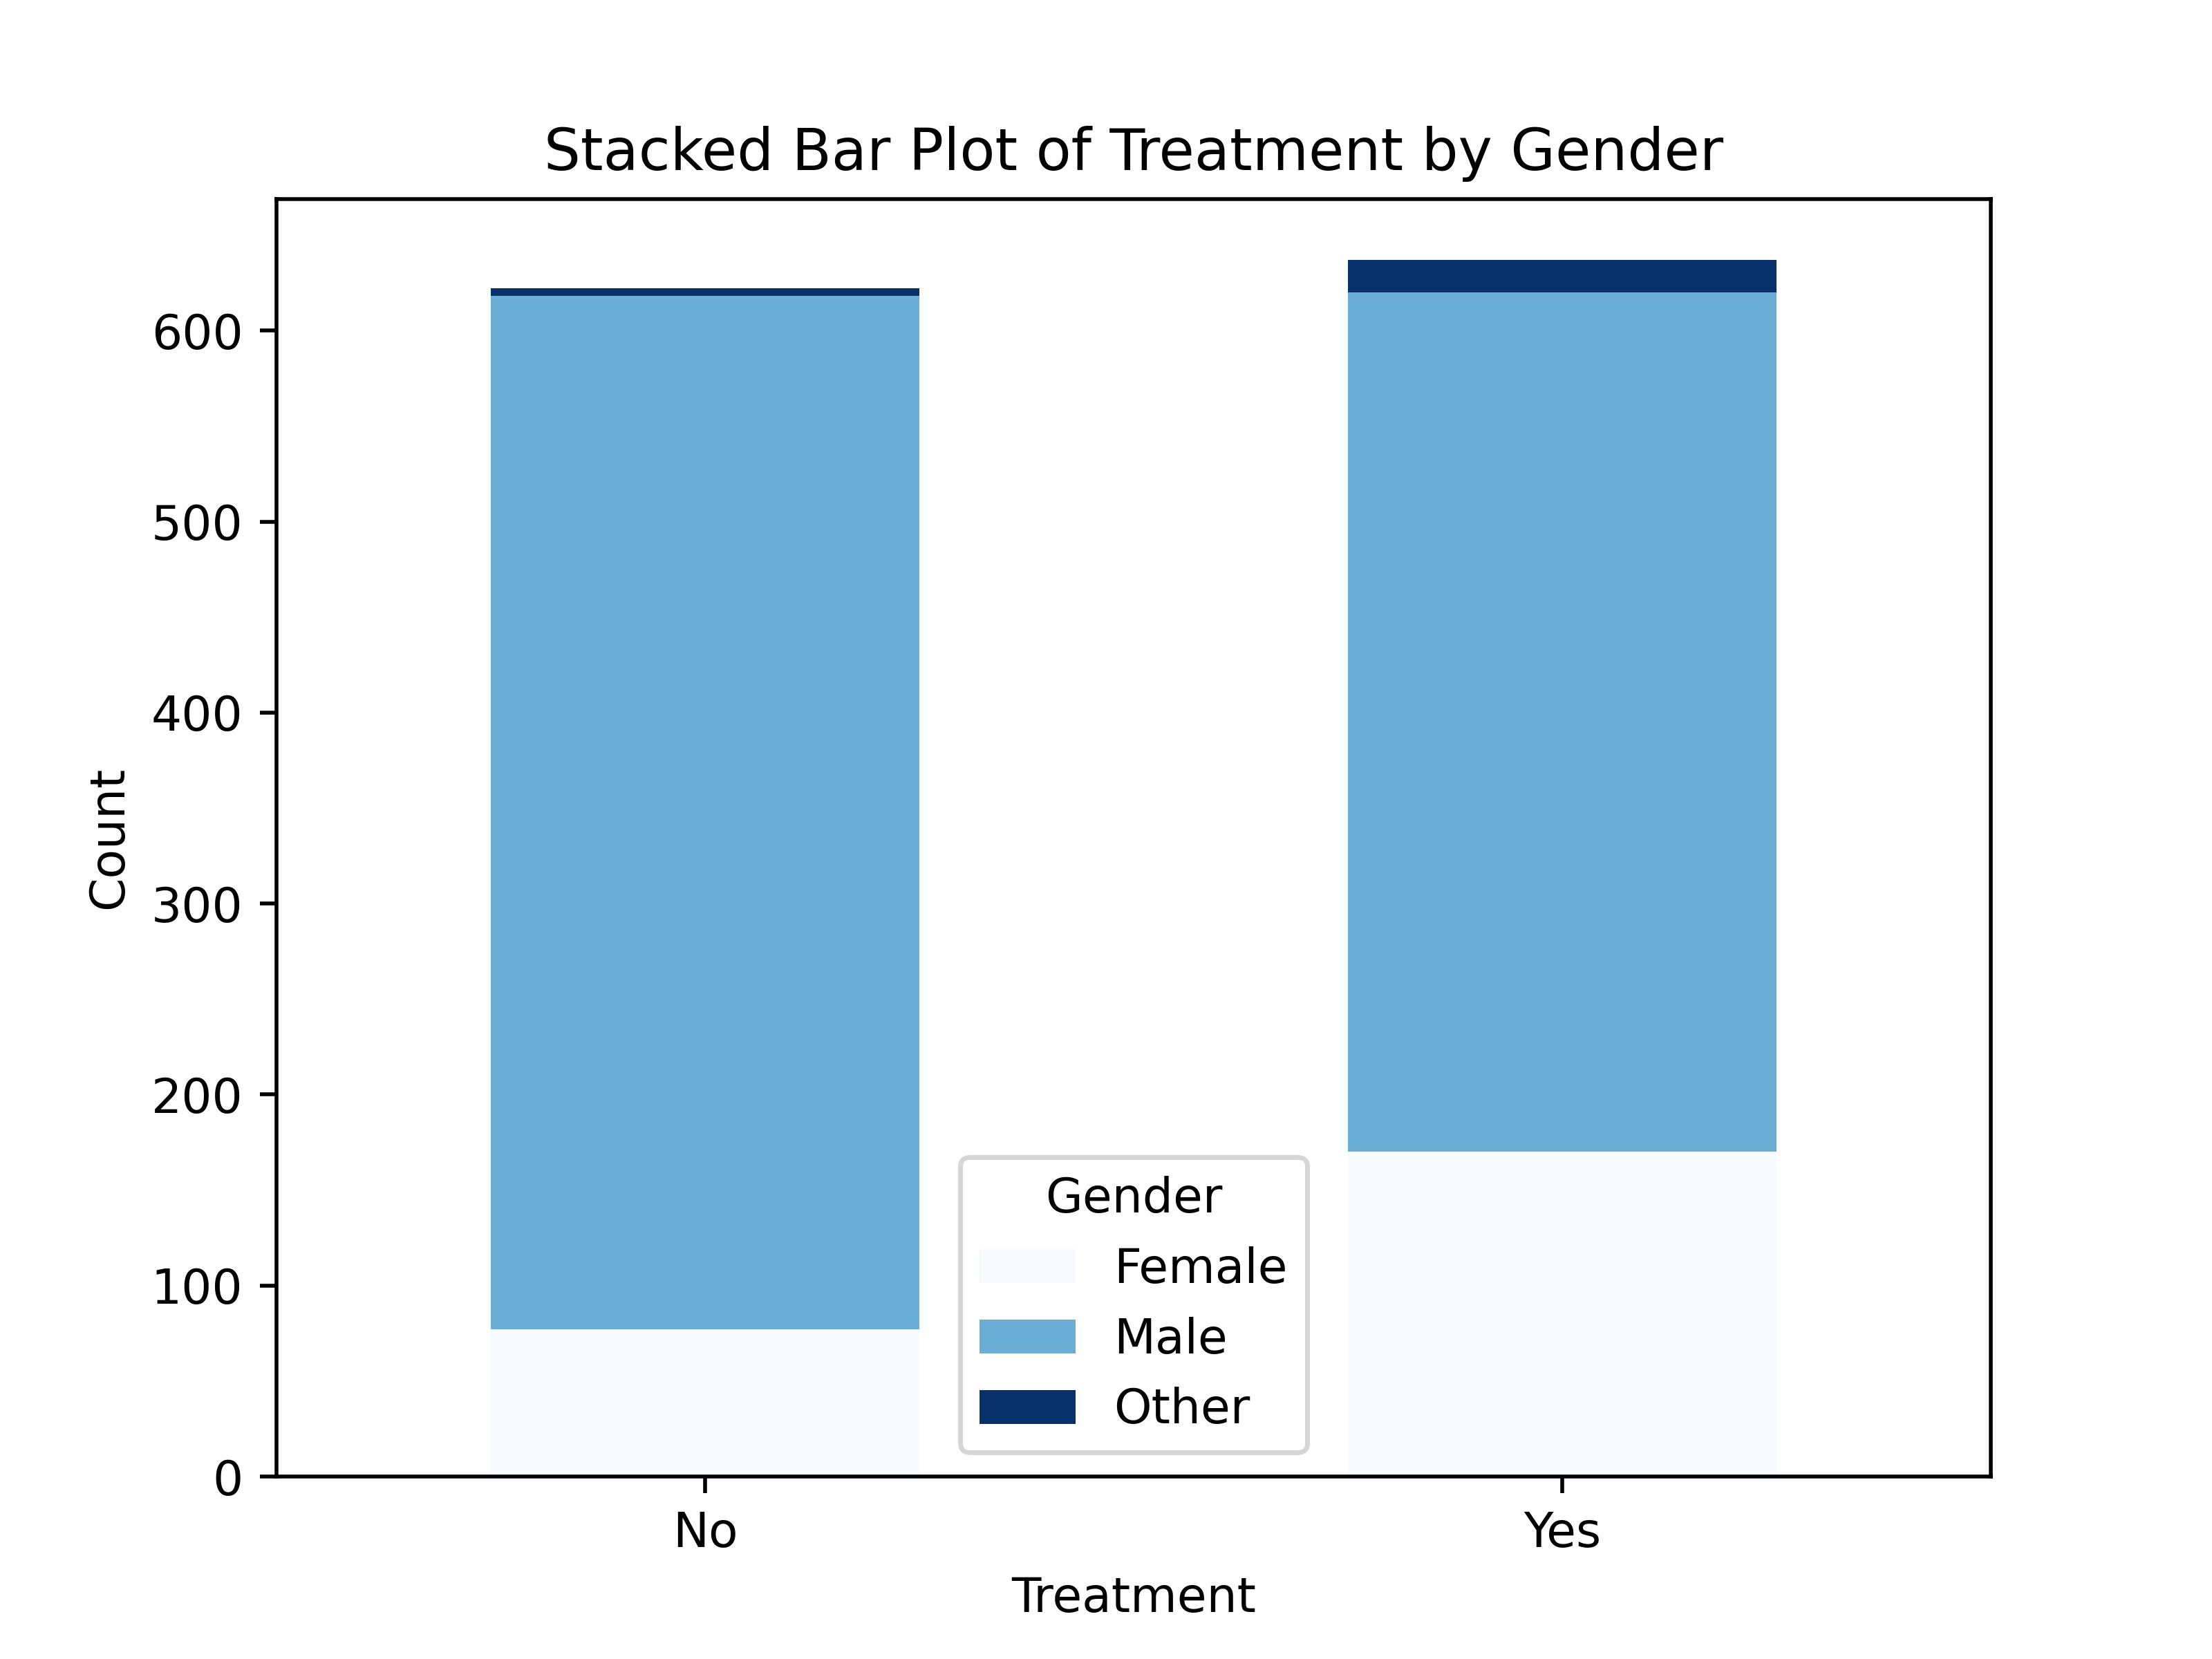 Stacked Bar Plot of Treatment by Gender
Count
600
500
400
300
200
100
0
Gender
Female
Male
Other
No
Yes
Treatment